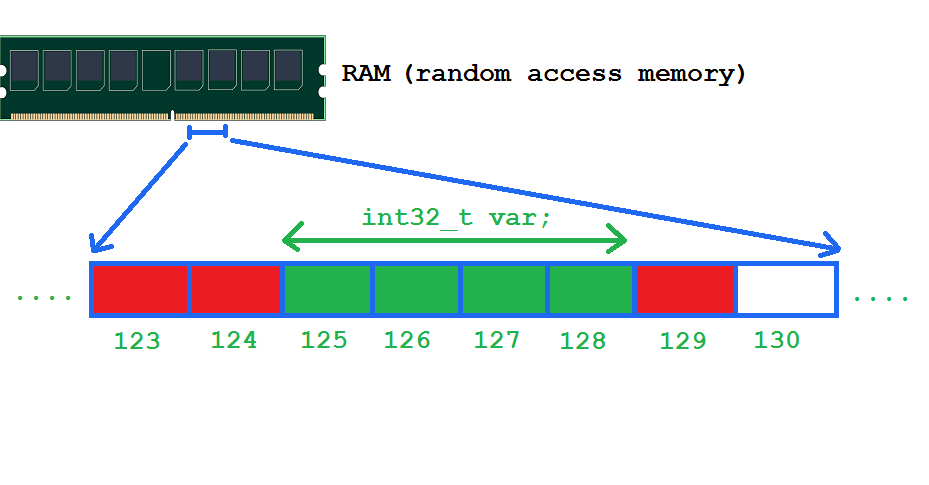 RAM (random access memory)
int32_t var;
.... ....
123 124 125 126 127 128 129 130